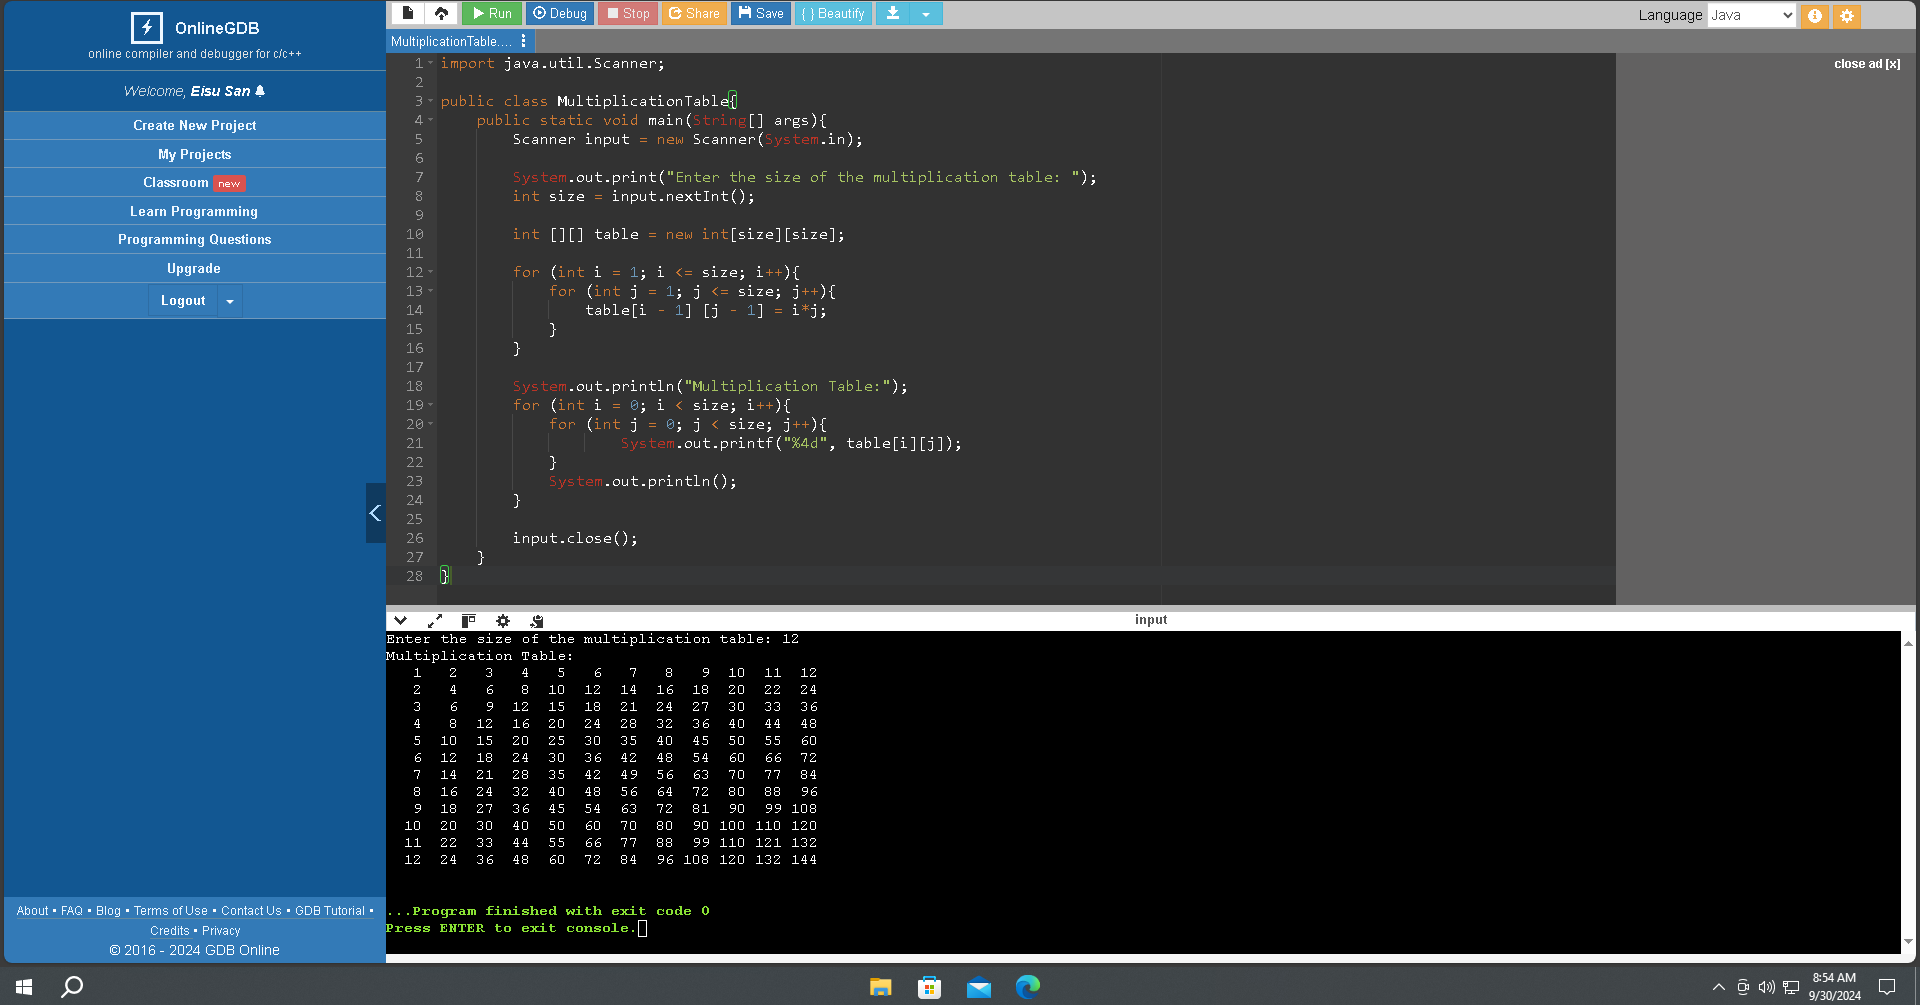 OnlineGDB
online compiler and debugger for c/c++
Welcome, Eisu San
Create New Project
My Projects
Classroom new
Learn Programming
Programming Questions
Upgrade
Logout
About • FAQ • Blog • Terms of Use • Contact Us • GDB Tutorial •
Credits • Privacy
© 2016 - 2024 GDB Online
Run Debug Stop Share Save { } Beautify
Language Java
MultiplicationTable....
close ad [x]
1 import java.util.Scanner;
2
3 public class MultiplicationTable{
4 public static void main(String[] args){
5 Scanner input = new Scanner(System.in);
6
7 System.out.print("Enter the size of the multiplication table: ");
8 int size = input.nextInt();
9
10 int [][] table = new int[size][size];
11
12 for (int i = 1; i <= size; i++){
13 for (int j = 1; j <= size; j++){
14 table[i - 1] [j - 1] = i*j;
15 }
16 }
17
18 System.out.println("Multiplication Table:");
19 for (int i = 0; i < size; i++){
20 for (int j = 0; j < size; j++){
21 System.out.printf("%4d", table[i][j]);
22 }
23 System.out.println();
24 }
25
26 input.close();
27 }
28 }
input
Enter the size of the multiplication table: 12
Multiplication Table:
1 2 3 4 5 6 7 8 9 10 11 12
2 4 6 8 10 12 14 16 18 20 22 24
3 6 9 12 15 18 21 24 27 30 33 36
4 8 12 16 20 24 28 32 36 40 44 48
5 10 15 20 25 30 35 40 45 50 55 60
6 12 18 24 30 36 42 48 54 60 66 72
7 14 21 28 35 42 49 56 63 70 77 84
8 16 24 32 40 48 56 64 72 80 88 96
9 18 27 36 45 54 63 72 81 90 99 108
10 20 30 40 50 60 70 80 90 100 110 120
11 22 33 44 55 66 77 88 99 110 121 132
12 24 36 48 60 72 84 96 108 120 132 144
...Program finished with exit code 0
Press ENTER to exit console.
8:54 AM
9/30/2024